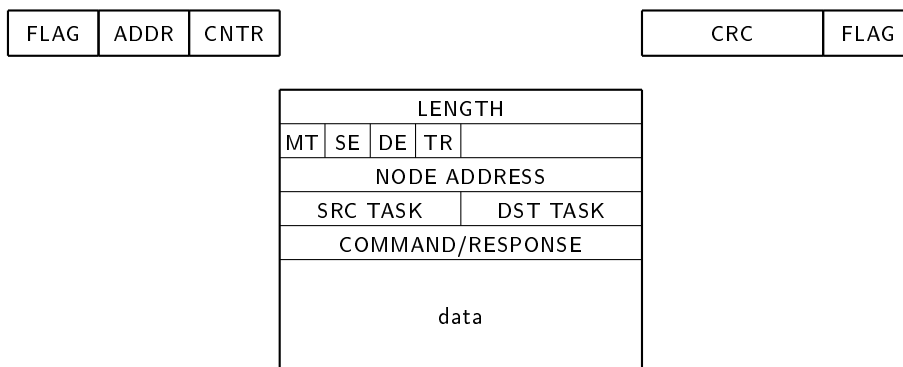 FLAG ADDR CNTR CRC FLAG
LENGTH
MT SE DE TR
NODE ADDRESS
SRC TASK DST TASK
COMMAND/RESPONSE
data